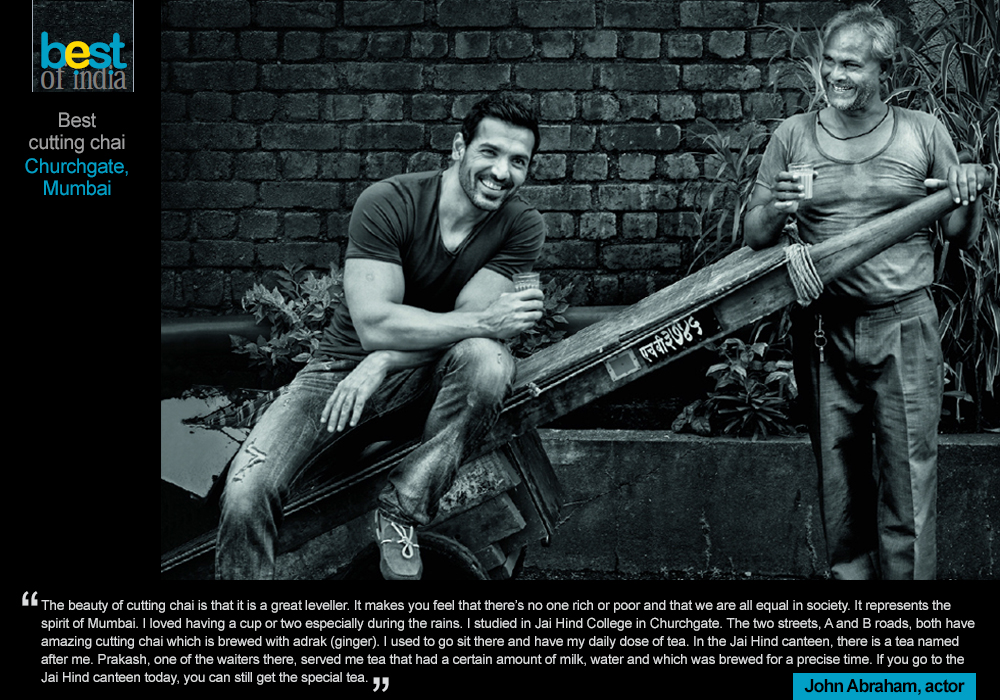 best
of india
Best
cutting chai
Churchgate,
Mumbai
एचबी३७४५
“ The beauty of cutting chai is that it is a great leveller. It makes you feel that there’s no one rich or poor and that we are all equal in society. It represents the
spirit of Mumbai. I loved having a cup or two especially during the rains. I studied in Jai Hind College in Churchgate. The two streets, A and B roads, both have
amazing cutting chai which is brewed with adrak (ginger). I used to go sit there and have my daily dose of tea. In the Jai Hind canteen, there is a tea named
after me. Prakash, one of the waiters there, served me tea that had a certain amount of milk, water and which was brewed for a precise time. If you go to the
Jai Hind canteen today, you can still get the special tea. ”
John Abraham, actor